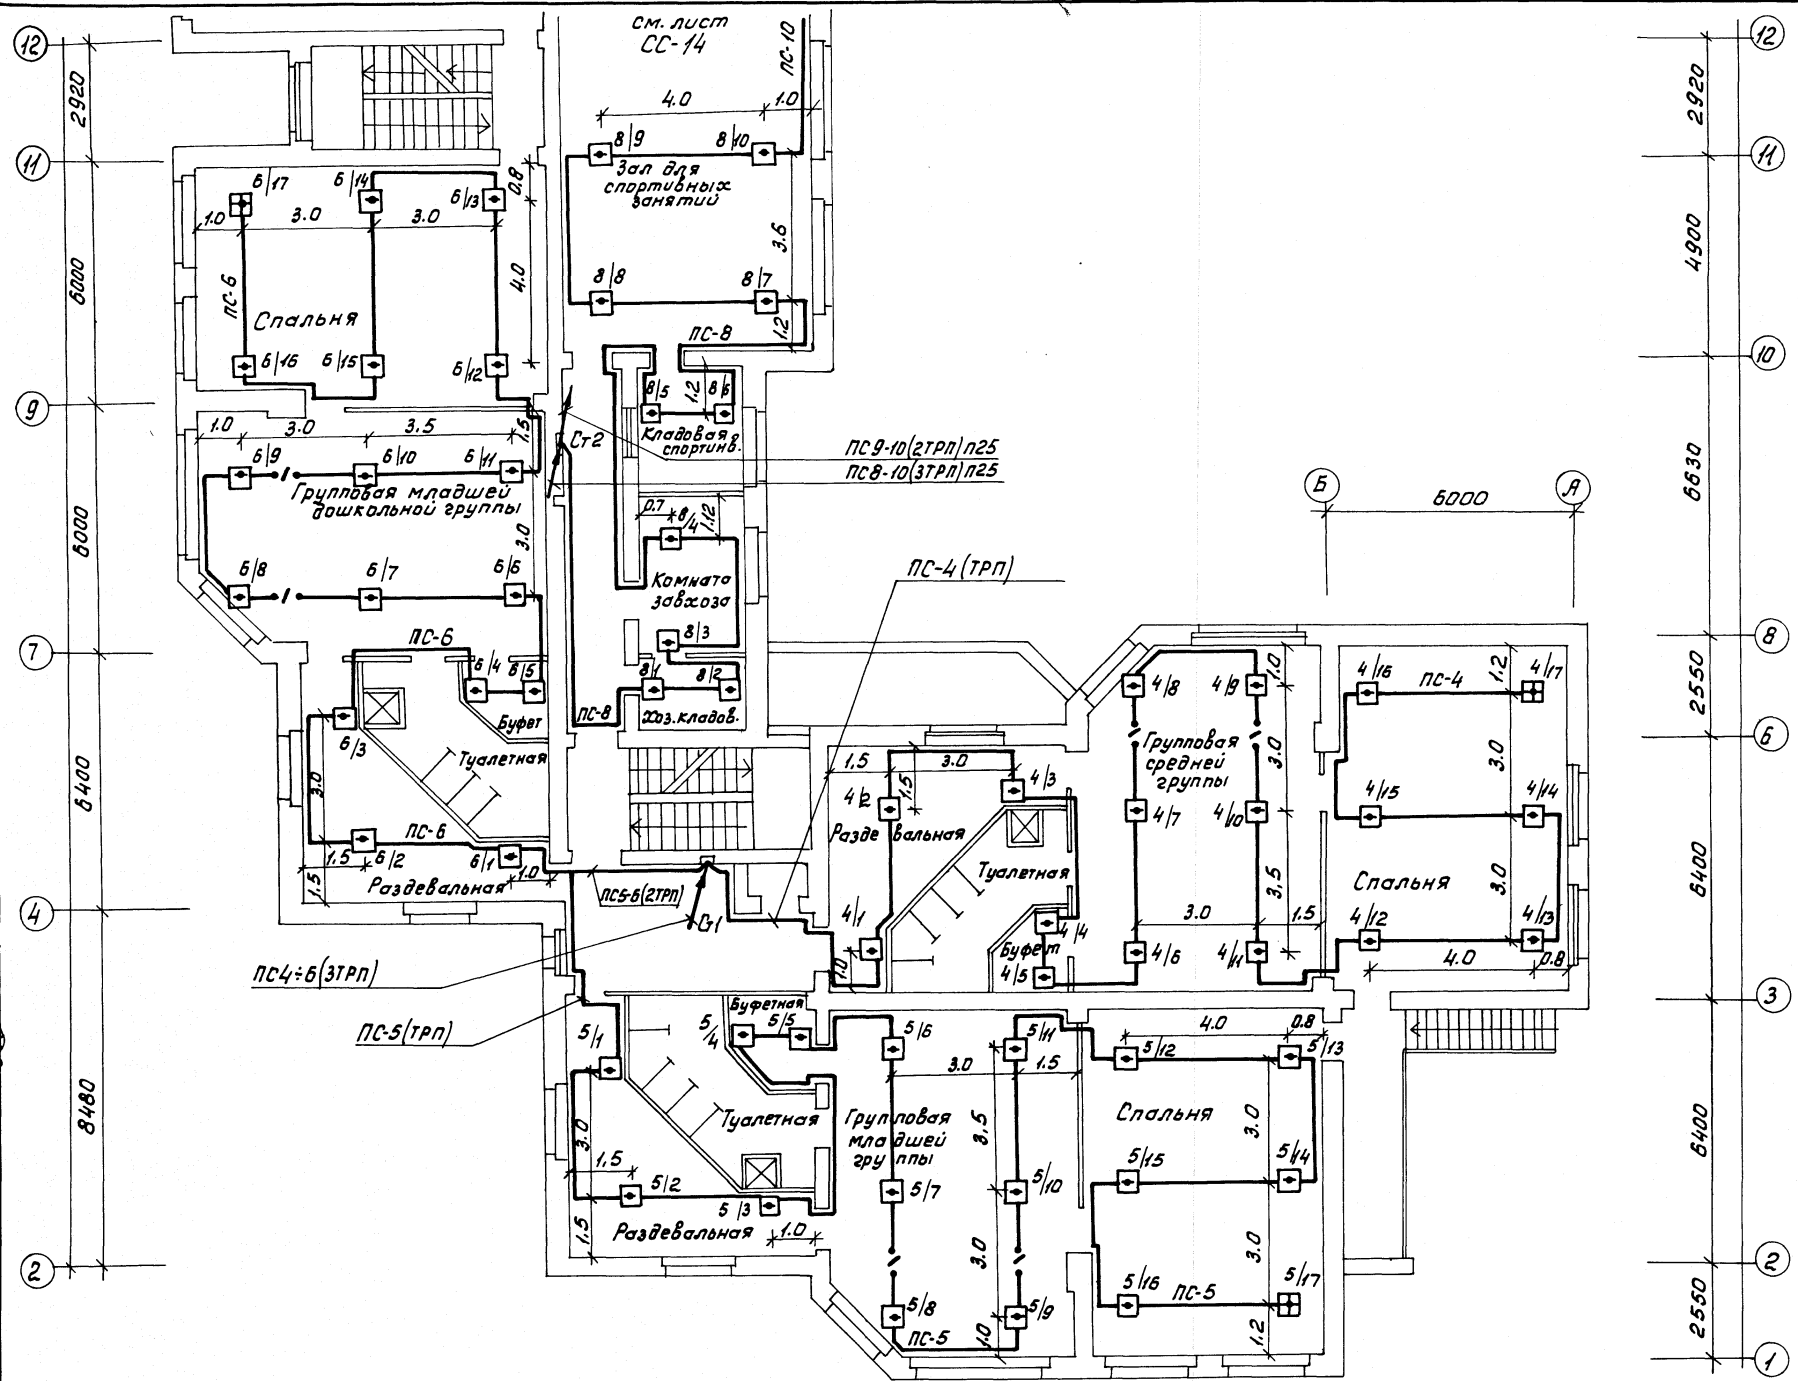 см. лист
СС-14
ПС-10
12
2920
11
6000
9
6000
7
6400
4
8480
2
12
2920
11
4900
10
6630
8
2550
6
6400
3
6400
2
2550
1
Б
6000
А
4.0
1.0
8/9
8/10
Зал для
спортивных
занятий
3.6
8/8
8/7
1.2
ПС-8
6/17
6/14
6/13
0.8
1.0
3.0
3.0
4.0
ПС-6
Спальня
6/16
6/15
6/12
8/5
1.2
8/6
Кладовая
спортинв.
Ст2
ПС9-10(2ТРП)П25
ПС8-10(3ТРП)П25
1.0
3.0
3.5
1.5
6/9
6/10
6/11
Групповая младшей
дошкольной группы
3.0
6/8
6/7
6/6
0.7
8/4
1.12
Комната
завхоза
8/3
8/1
8/2
ПС-8
Хоз.кладов.
ПС-4(ТРП)
ПС-6
6/4
6/5
Буфет
6/3
Туалетная
3.0
ПС-6
1.5
6/2
6/1
1.0
1.5
Раздевальная
ПС5-6(2ТРП)
Ст1
ПС4÷6(3ТРП)
ПС-5(ТРП)
1.5
3.0
1.5
4/2
4/3
Раздевальная
Туалетная
4/1
1.0
4/4
Буфет
4/5
4/8
4/9
1.0
Групповая
средней
группы
3.0
4/7
4/10
3.5
3.0
1.5
4/6
4/11
4/16
ПС-4
4/17
1.2
3.0
4/15
4/14
Спальня
3.0
4/12
4/13
4.0
0.8
5/1
5/4
Буфетная
5/5
Туалетная
3.0
1.5
5/2
5/3
1.5
Раздевальная
1.0
5/6
5/11
3.0
1.5
Групповая
младшей
группы
3.5
5/7
5/10
3.0
5/8
5/9
ПС-5
1.0
4.0
0.8
5/12
5/13
Спальня
3.0
5/15
5/14
3.0
5/16
ПС-5
5/17
1.2